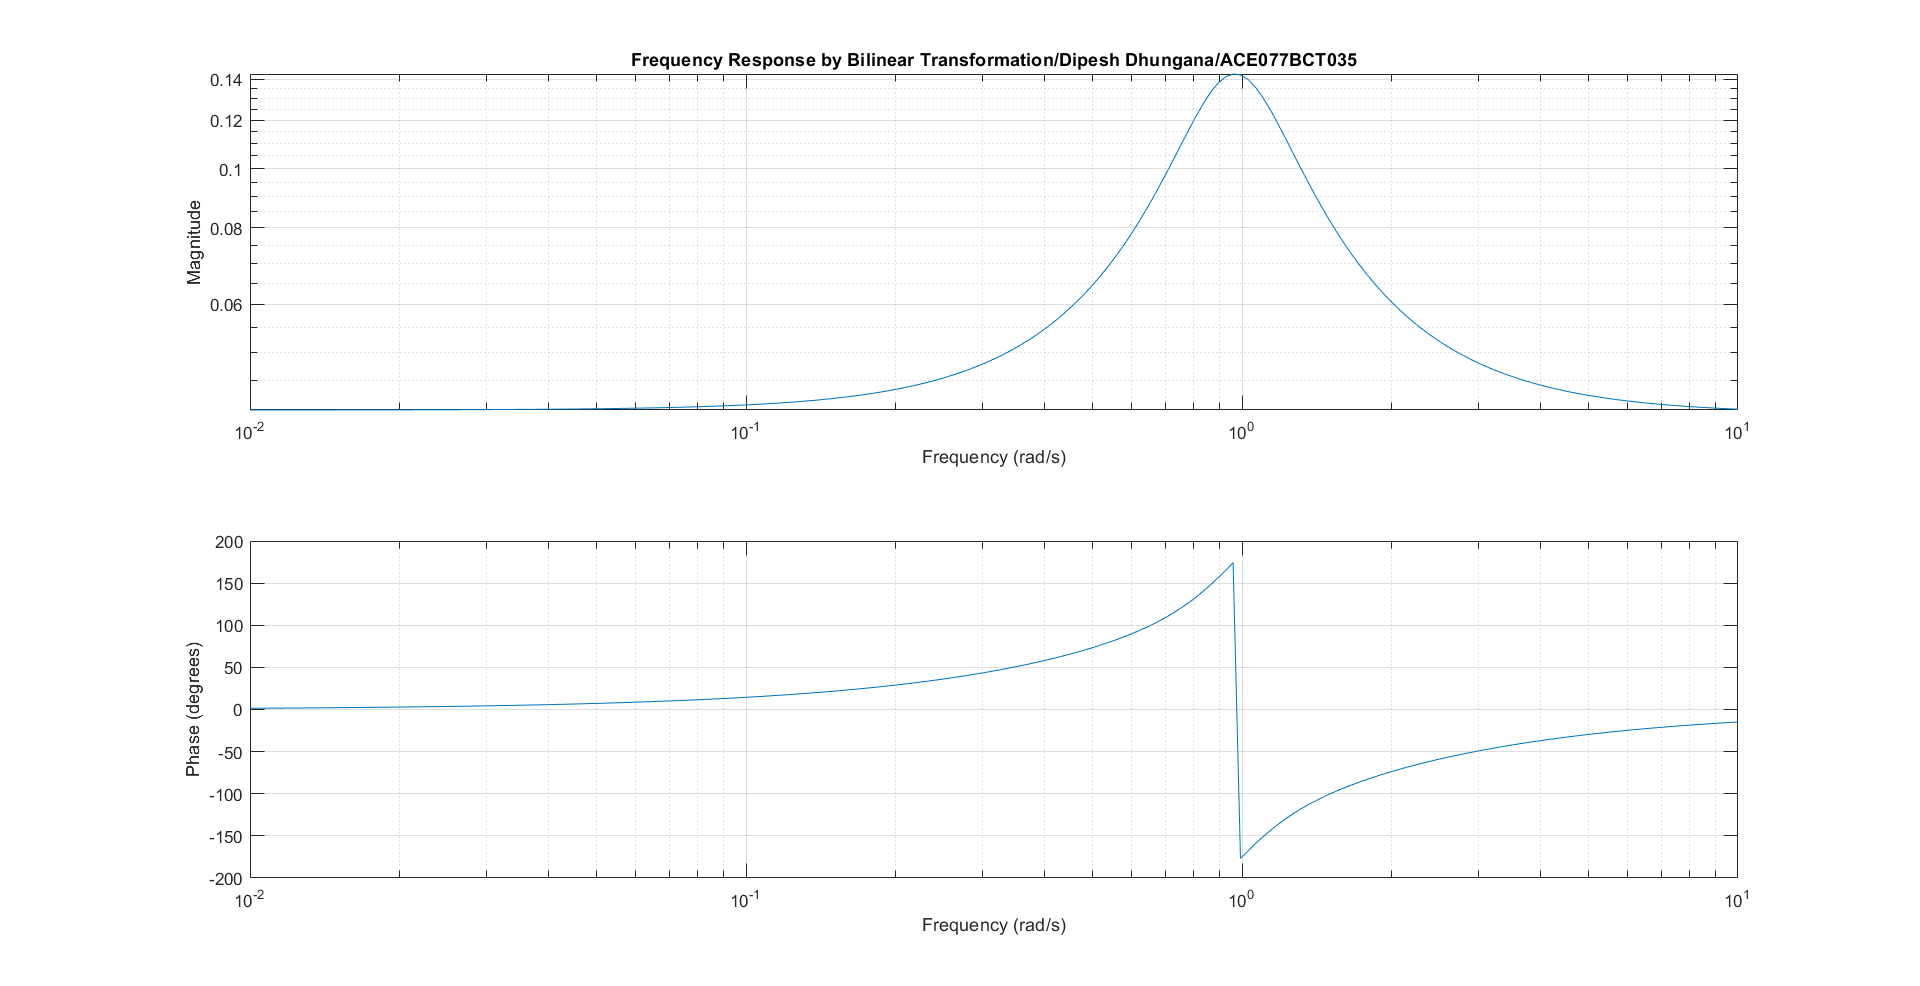 Frequency Response by Bilinear Transformation/Dipesh Dhungana/ACE077BCT035
0.14
0.12
0.1
0.08
0.06
Magnitude
10^-2 10^-1 10^0 10^1
Frequency (rad/s)
200
150
100
50
0
-50
-100
-150
-200
Phase (degrees)
10^-2 10^-1 10^0 10^1
Frequency (rad/s)